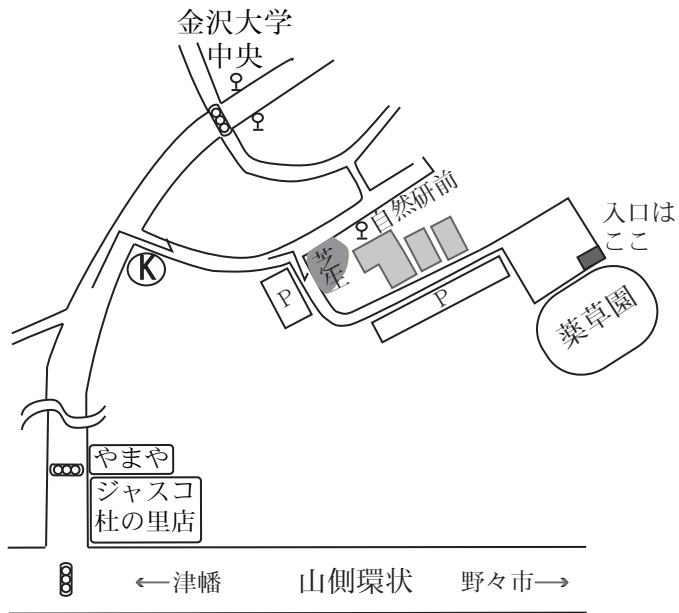 金沢大学
中央
自然研前
入口は
ここ
芝生
K
P
P
薬草園
やまや
ジャスコ
杜の里店
←津幡
山側環状
野々市→